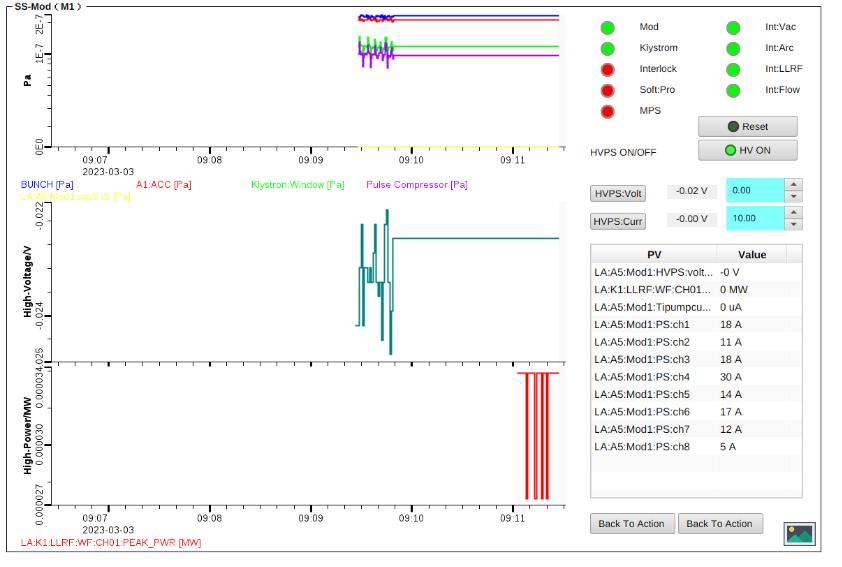 SS-Mod ( M1 )
2E-7
1E-7
Pa
0E0
09:07
09:08
09:09
09:10
09:11
2023-03-03
BUNCH [Pa]
A1:ACC [Pa]
Klystron:Window [Pa]
Pulse Compressor [Pa]
-0.022
High-Voltage/V
-0.024
0.000034
High-Power/MW
0.000030
0.000027
09:07
09:08
09:09
09:10
09:11
2023-03-03
LA:K1:LLRF:WF:CH01:PEAK_PWR [MW]
Mod
Int:Vac
Klystrom
Int:Arc
Interlock
Int:LLRF
Soft:Pro
Int:Flow
MPS
Reset
HVPS ON/OFF
HV ON
HVPS:Volt
-0.02 V
0.00
HVPS:Curr
-0.00 V
10.00
PV Value
LA:A5:Mod1:HVPS:volt... -0 V
LA:K1:LLRF:WF:CH01... 0 MW
LA:A5:Mod1:Tipumpcu... 0 uA
LA:A5:Mod1:PS:ch1 18 A
LA:A5:Mod1:PS:ch2 11 A
LA:A5:Mod1:PS:ch3 18 A
LA:A5:Mod1:PS:ch4 30 A
LA:A5:Mod1:PS:ch5 14 A
LA:A5:Mod1:PS:ch6 17 A
LA:A5:Mod1:PS:ch7 12 A
LA:A5:Mod1:PS:ch8 5 A
Back To Action
Back To Action